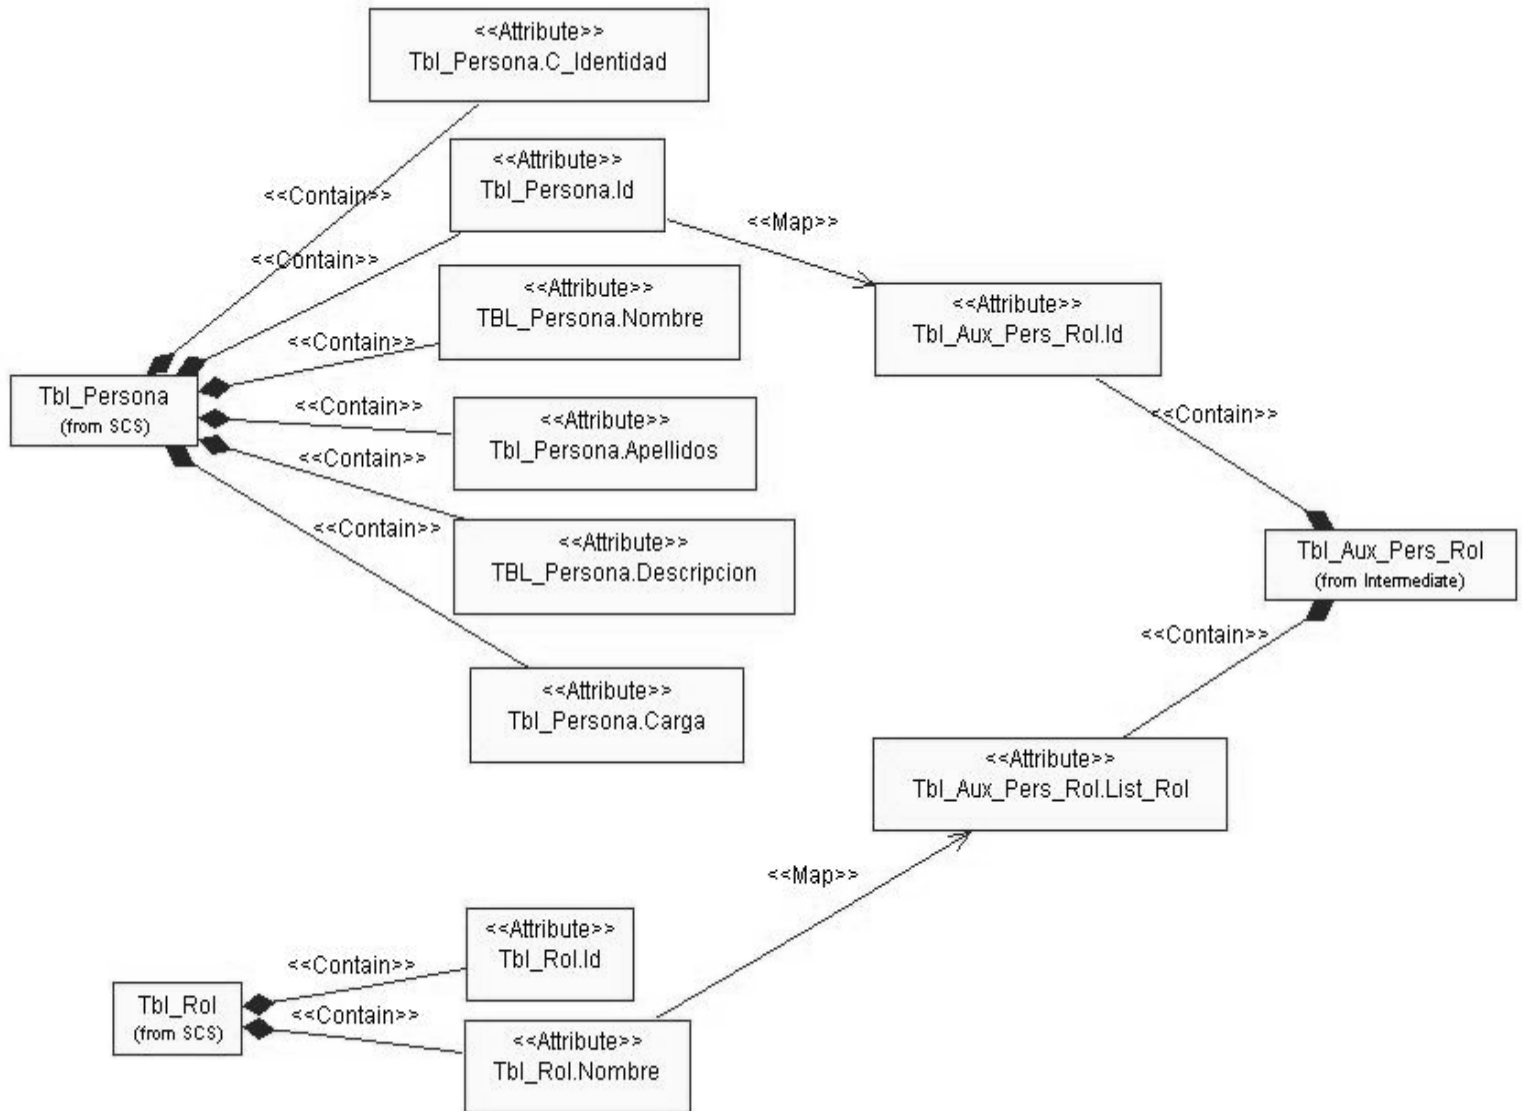 <<Attribute>>
Tbl_Persona.C_Identidad
<<Attribute>>
Tbl_Persona.Id
<<Contain>>
<<Map>>
<<Contain>>
<<Attribute>>
TBL_Persona.Nombre
<<Attribute>>
Tbl_Aux_Pers_Rol.Id
<<Contain>>
Tbl_Persona
(from SCS)
<<Contain>>
<<Attribute>>
Tbl_Persona.Apellidos
<<Contain>>
<<Contain>>
<<Contain>>
<<Attribute>>
TBL_Persona.Descripcion
Tbl_Aux_Pers_Rol
(from Intermediate)
<<Contain>>
<<Attribute>>
Tbl_Persona.Carga
<<Attribute>>
Tbl_Aux_Pers_Rol.List_Rol
<<Map>>
<<Attribute>>
Tbl_Rol.Id
<<Contain>>
Tbl_Rol
(from SCS)
<<Contain>>
<<Attribute>>
Tbl_Rol.Nombre